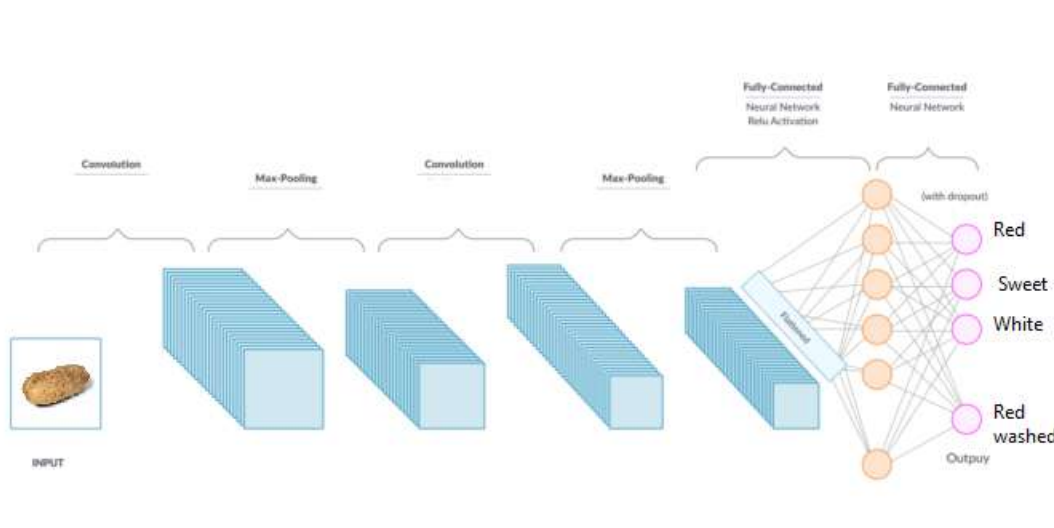 Fully-Connected
Neural Network
Relu Activation
Fully-Connected
Neural Network
Convolution
Max-Pooling
Convolution
Max-Pooling
(with dropout)
Red
Sweet
White
Flattened
Red
washed
INPUT
Outpuy